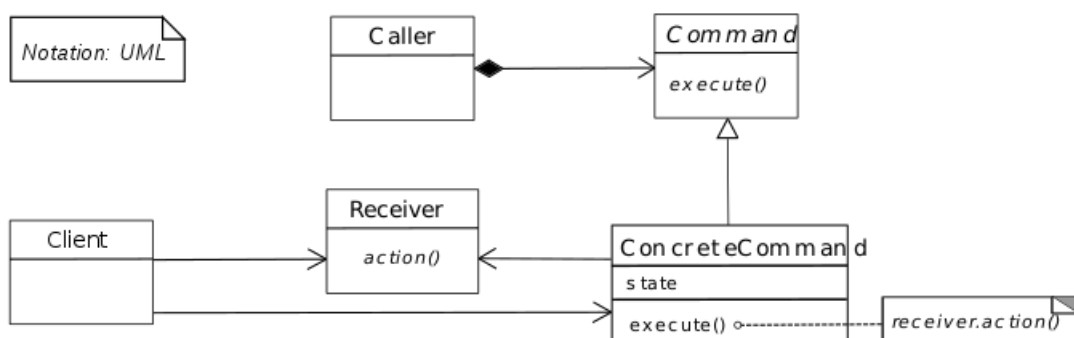 Notation: UML
Caller
Command
execute()
Receiver
action()
Client
ConcreteCommand
state
execute()
receiver.action()